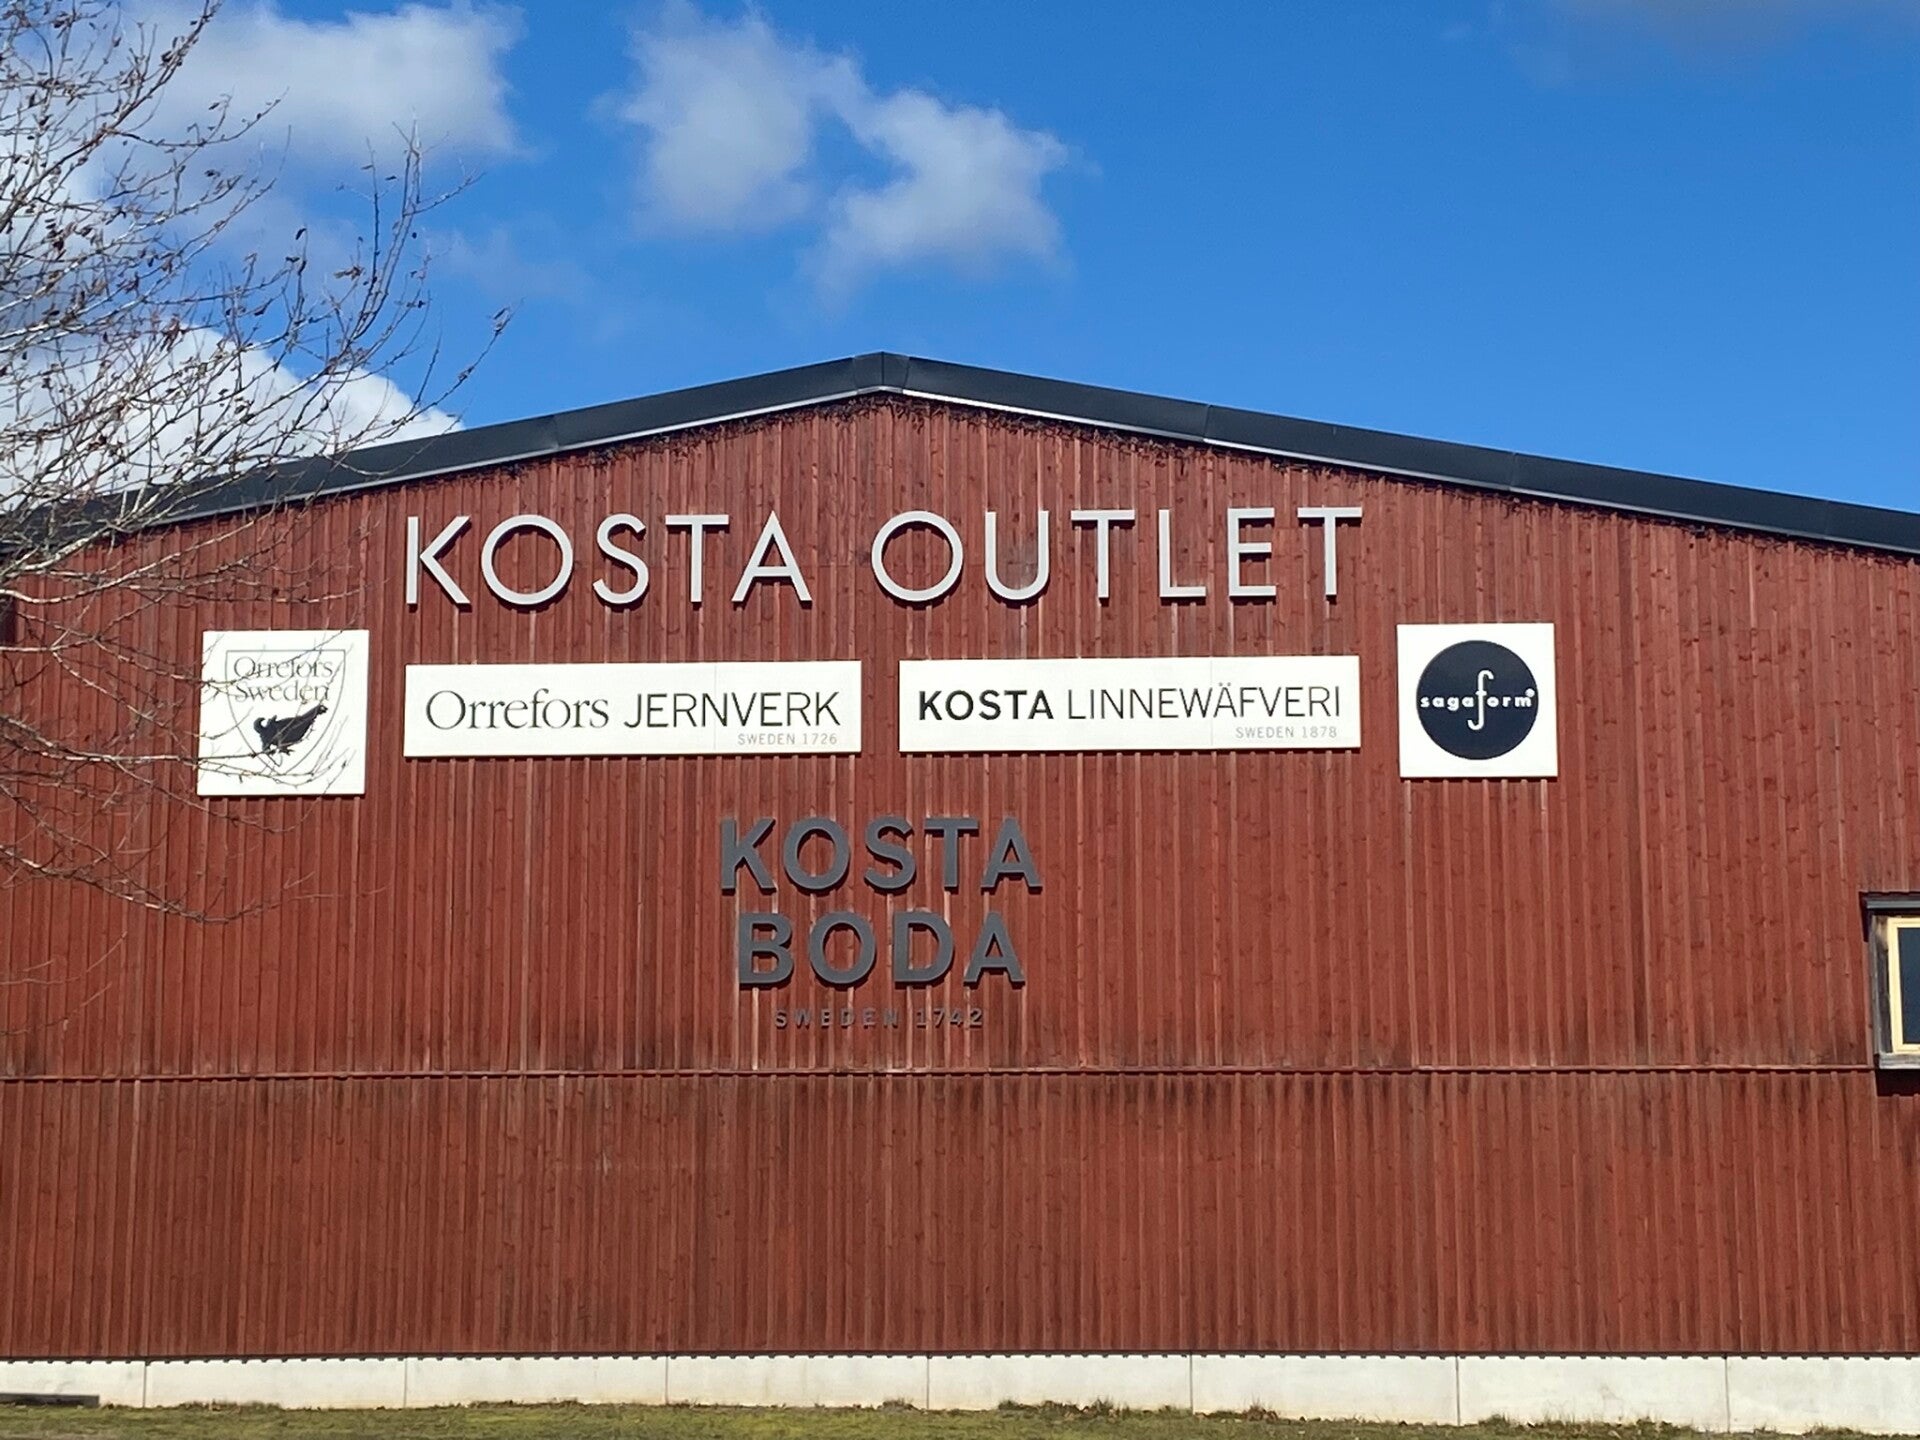 KOSTA OUTLET
Orrefors
Sweden
Orrefors JERNVERK
SWEDEN 1726
KOSTA LINNEWÄFVERI
SWEDEN 1878
sagaform®
KOSTA
BODA
SWEDEN 1742